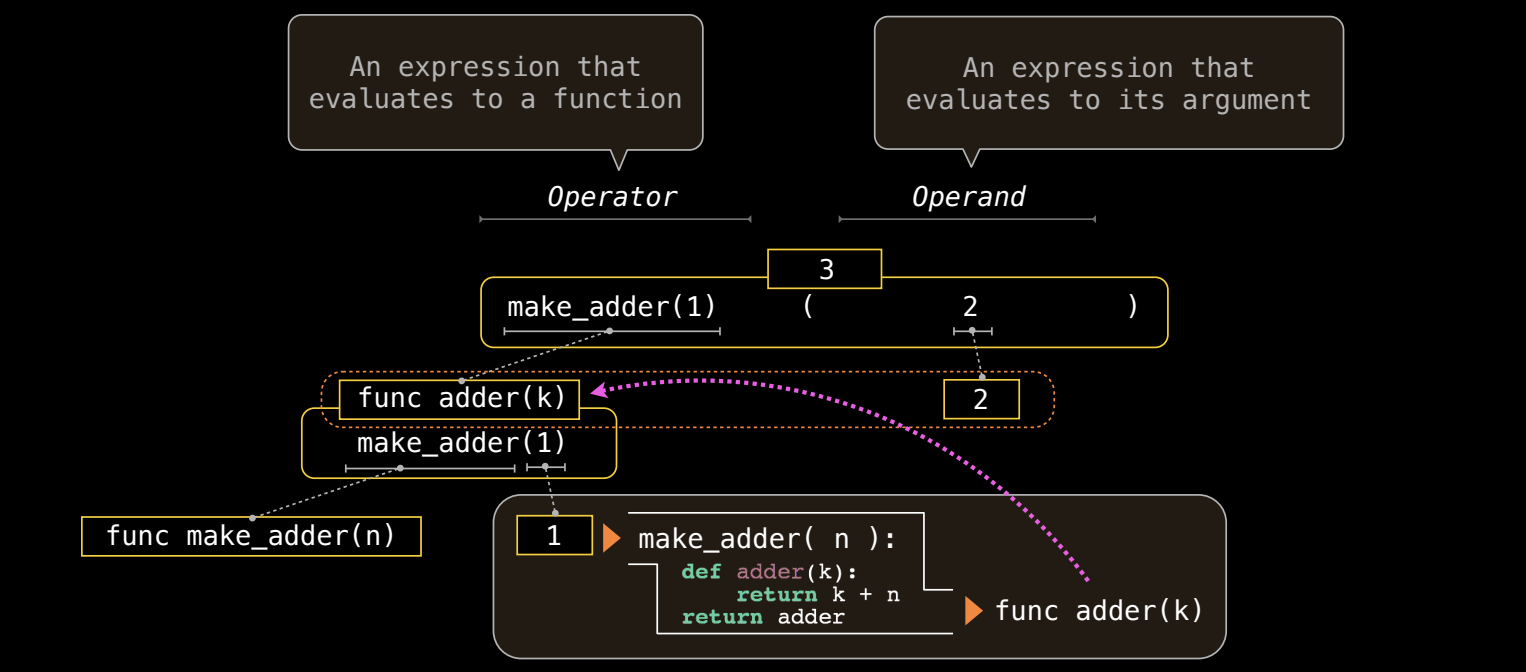 An expression that
evaluates to a function
An expression that
evaluates to its argument
Operator
Operand
3
make_adder(1) ( 2 )
func adder(k)
2
make_adder(1)
func make_adder(n)
1
make_adder( n ):
def adder(k):
return k + n
return adder
func adder(k)